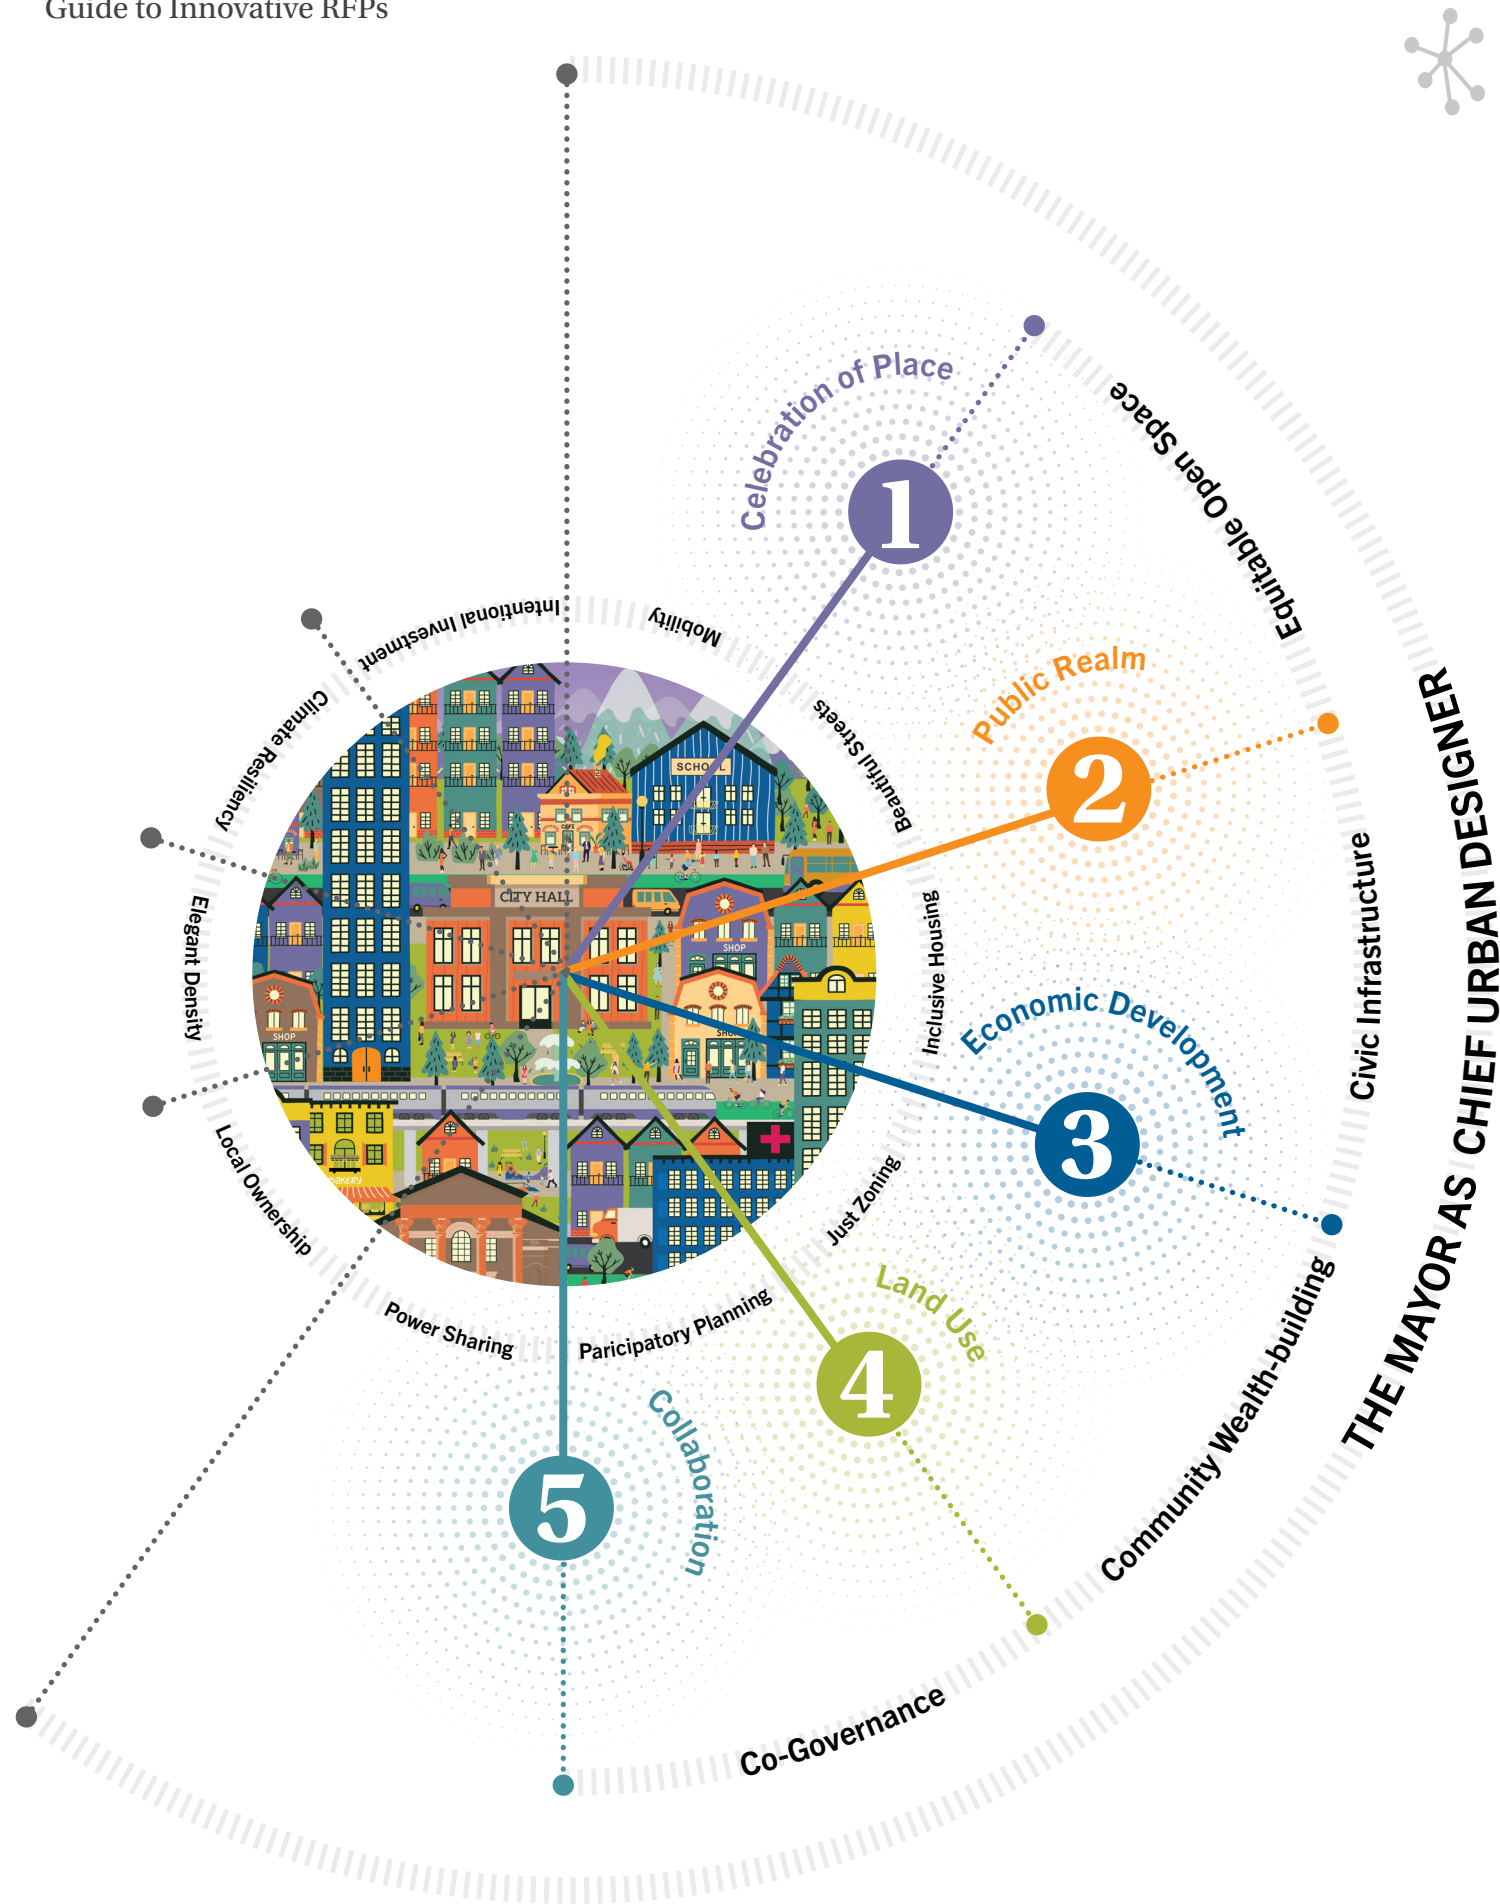 Guide to Innovative RFPs
Celebration of Place
1
Equitable Open Space
Public Realm
2
Civic Infrastructure
THE MAYOR AS CHIEF URBAN DESIGNER
Economic Development
3
Community Wealth-building
Land Use
4
Co-Governance
Collaboration
5
Intentional Investment
Mobility
Beautiful Streets
Inclusive Housing
Just Zoning
Paricipatory Planning
Power Sharing
Local Ownership
Elegant Density
Climate Resiliency
SCHOOL
CAFE
CITY HALL
SHOP
SHOP
SHOP
BAKERY